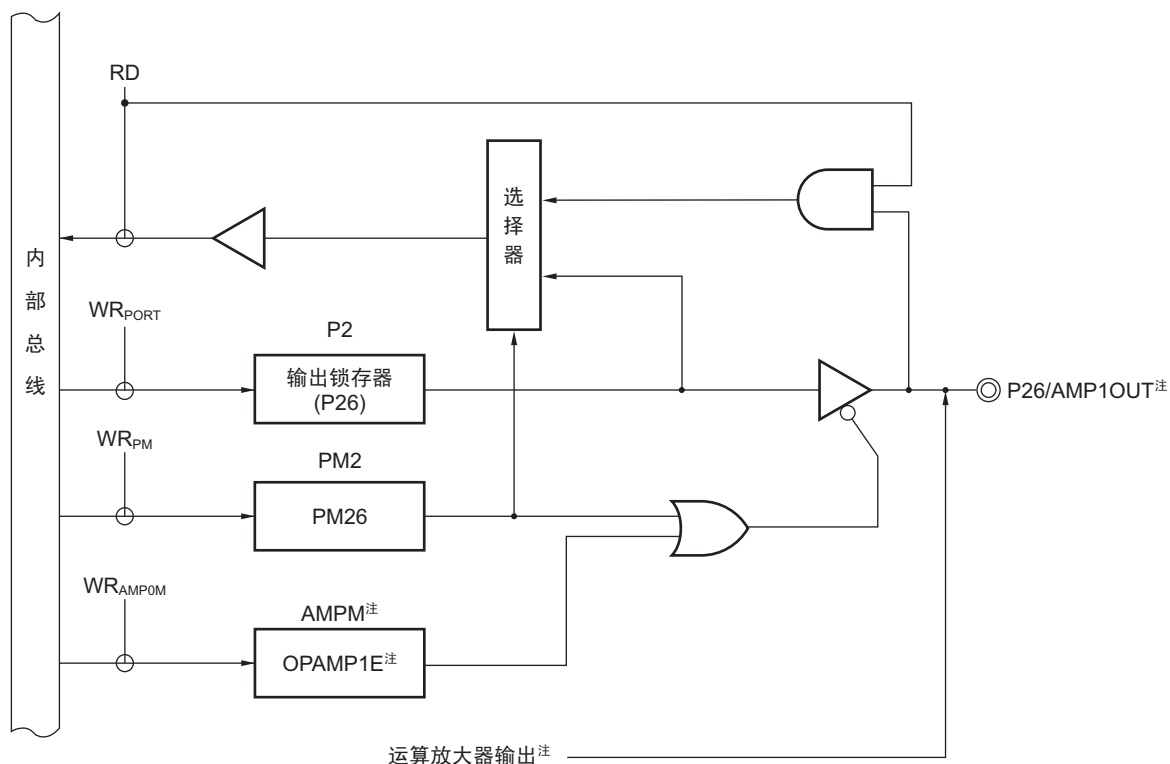 RD
选择器
内部总线
WRPORT
P2
输出锁存器
(P26)
P26/AMP1OUT注
WRPM
PM2
PM26
WRAMP0M
AMPM注
OPAMP1E注
运算放大器输出注